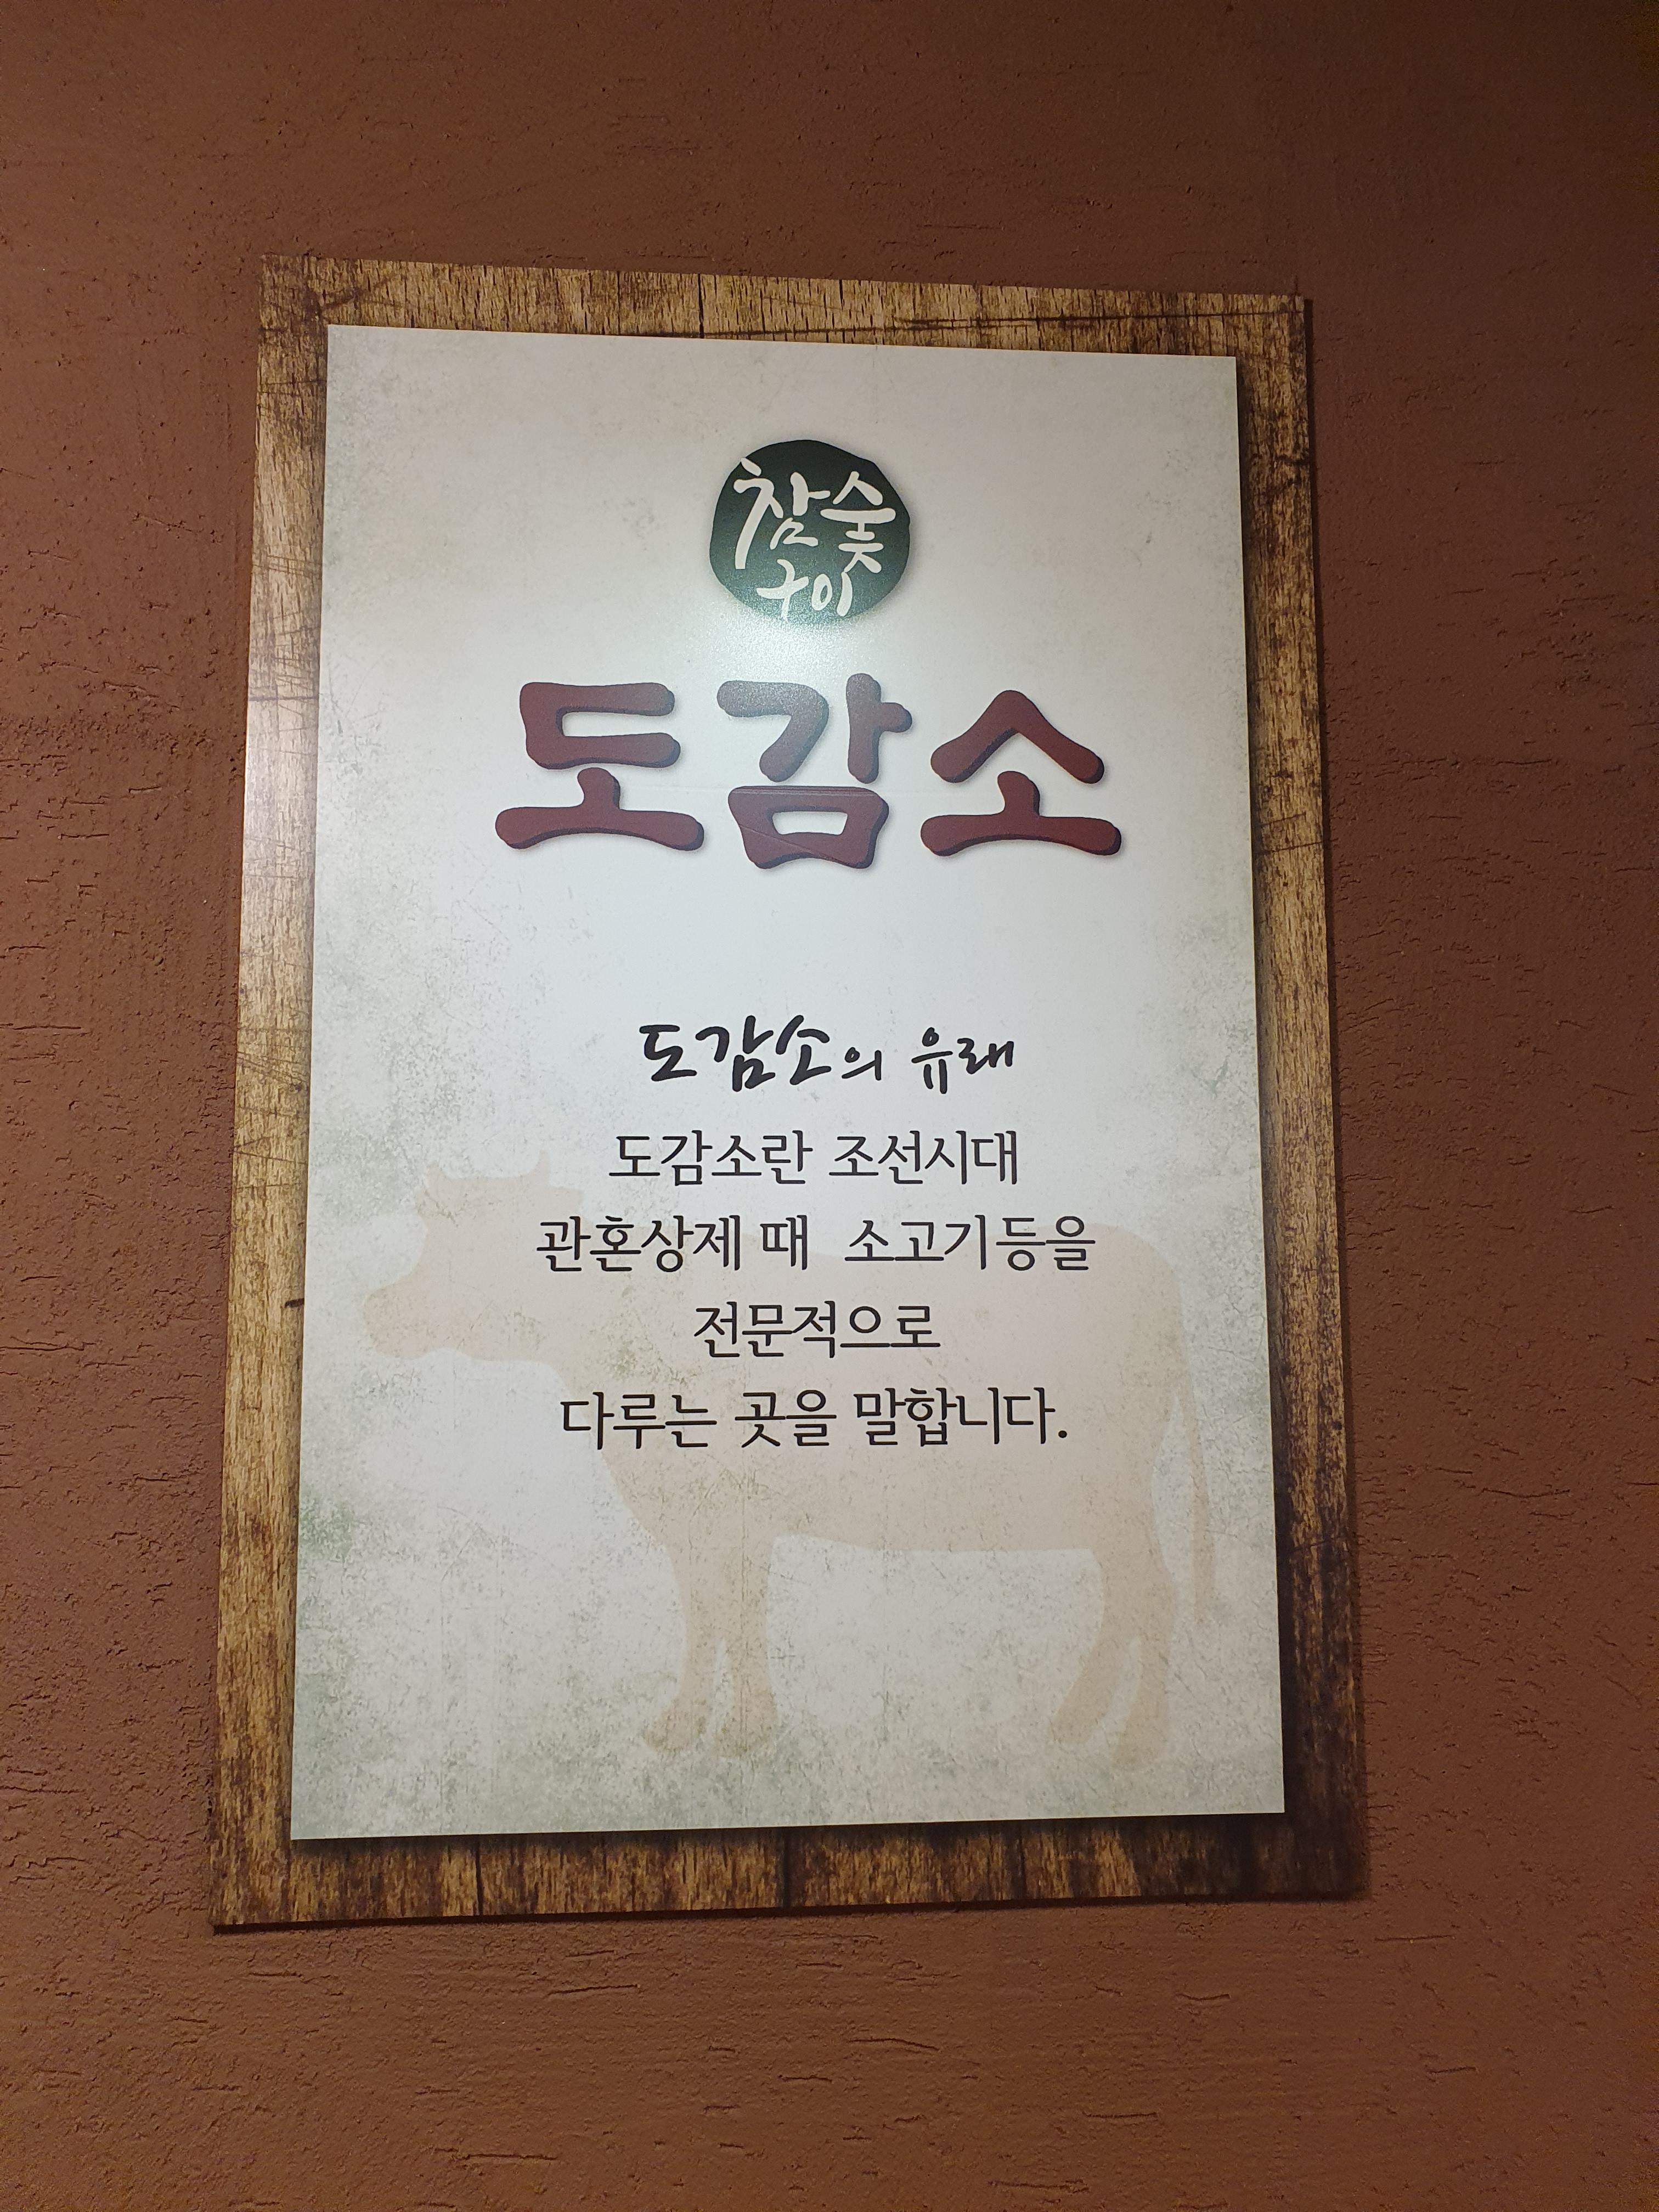 참숯
구이
도감소
도감소의 유래
도감소란 조선시대
관혼상제 때 소고기등을
전문적으로
다루는 곳을 말합니다.